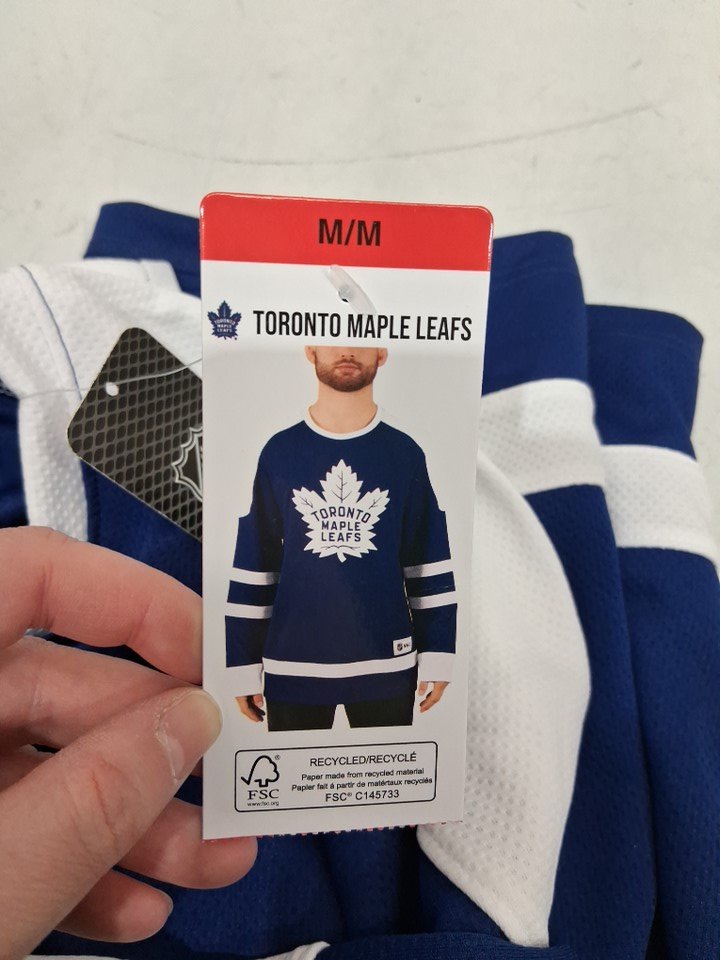 M/M
TORONTO MAPLE LEAFS
TORONTO
MAPLE
LEAFS
TORONTO
MAPLE
LEAFS
RECYCLED/RECYCLÉ
Paper made from recycled material
Papier fait à partir de matértaux recyclés
FSC® C145733
FSC
www.fsc.org